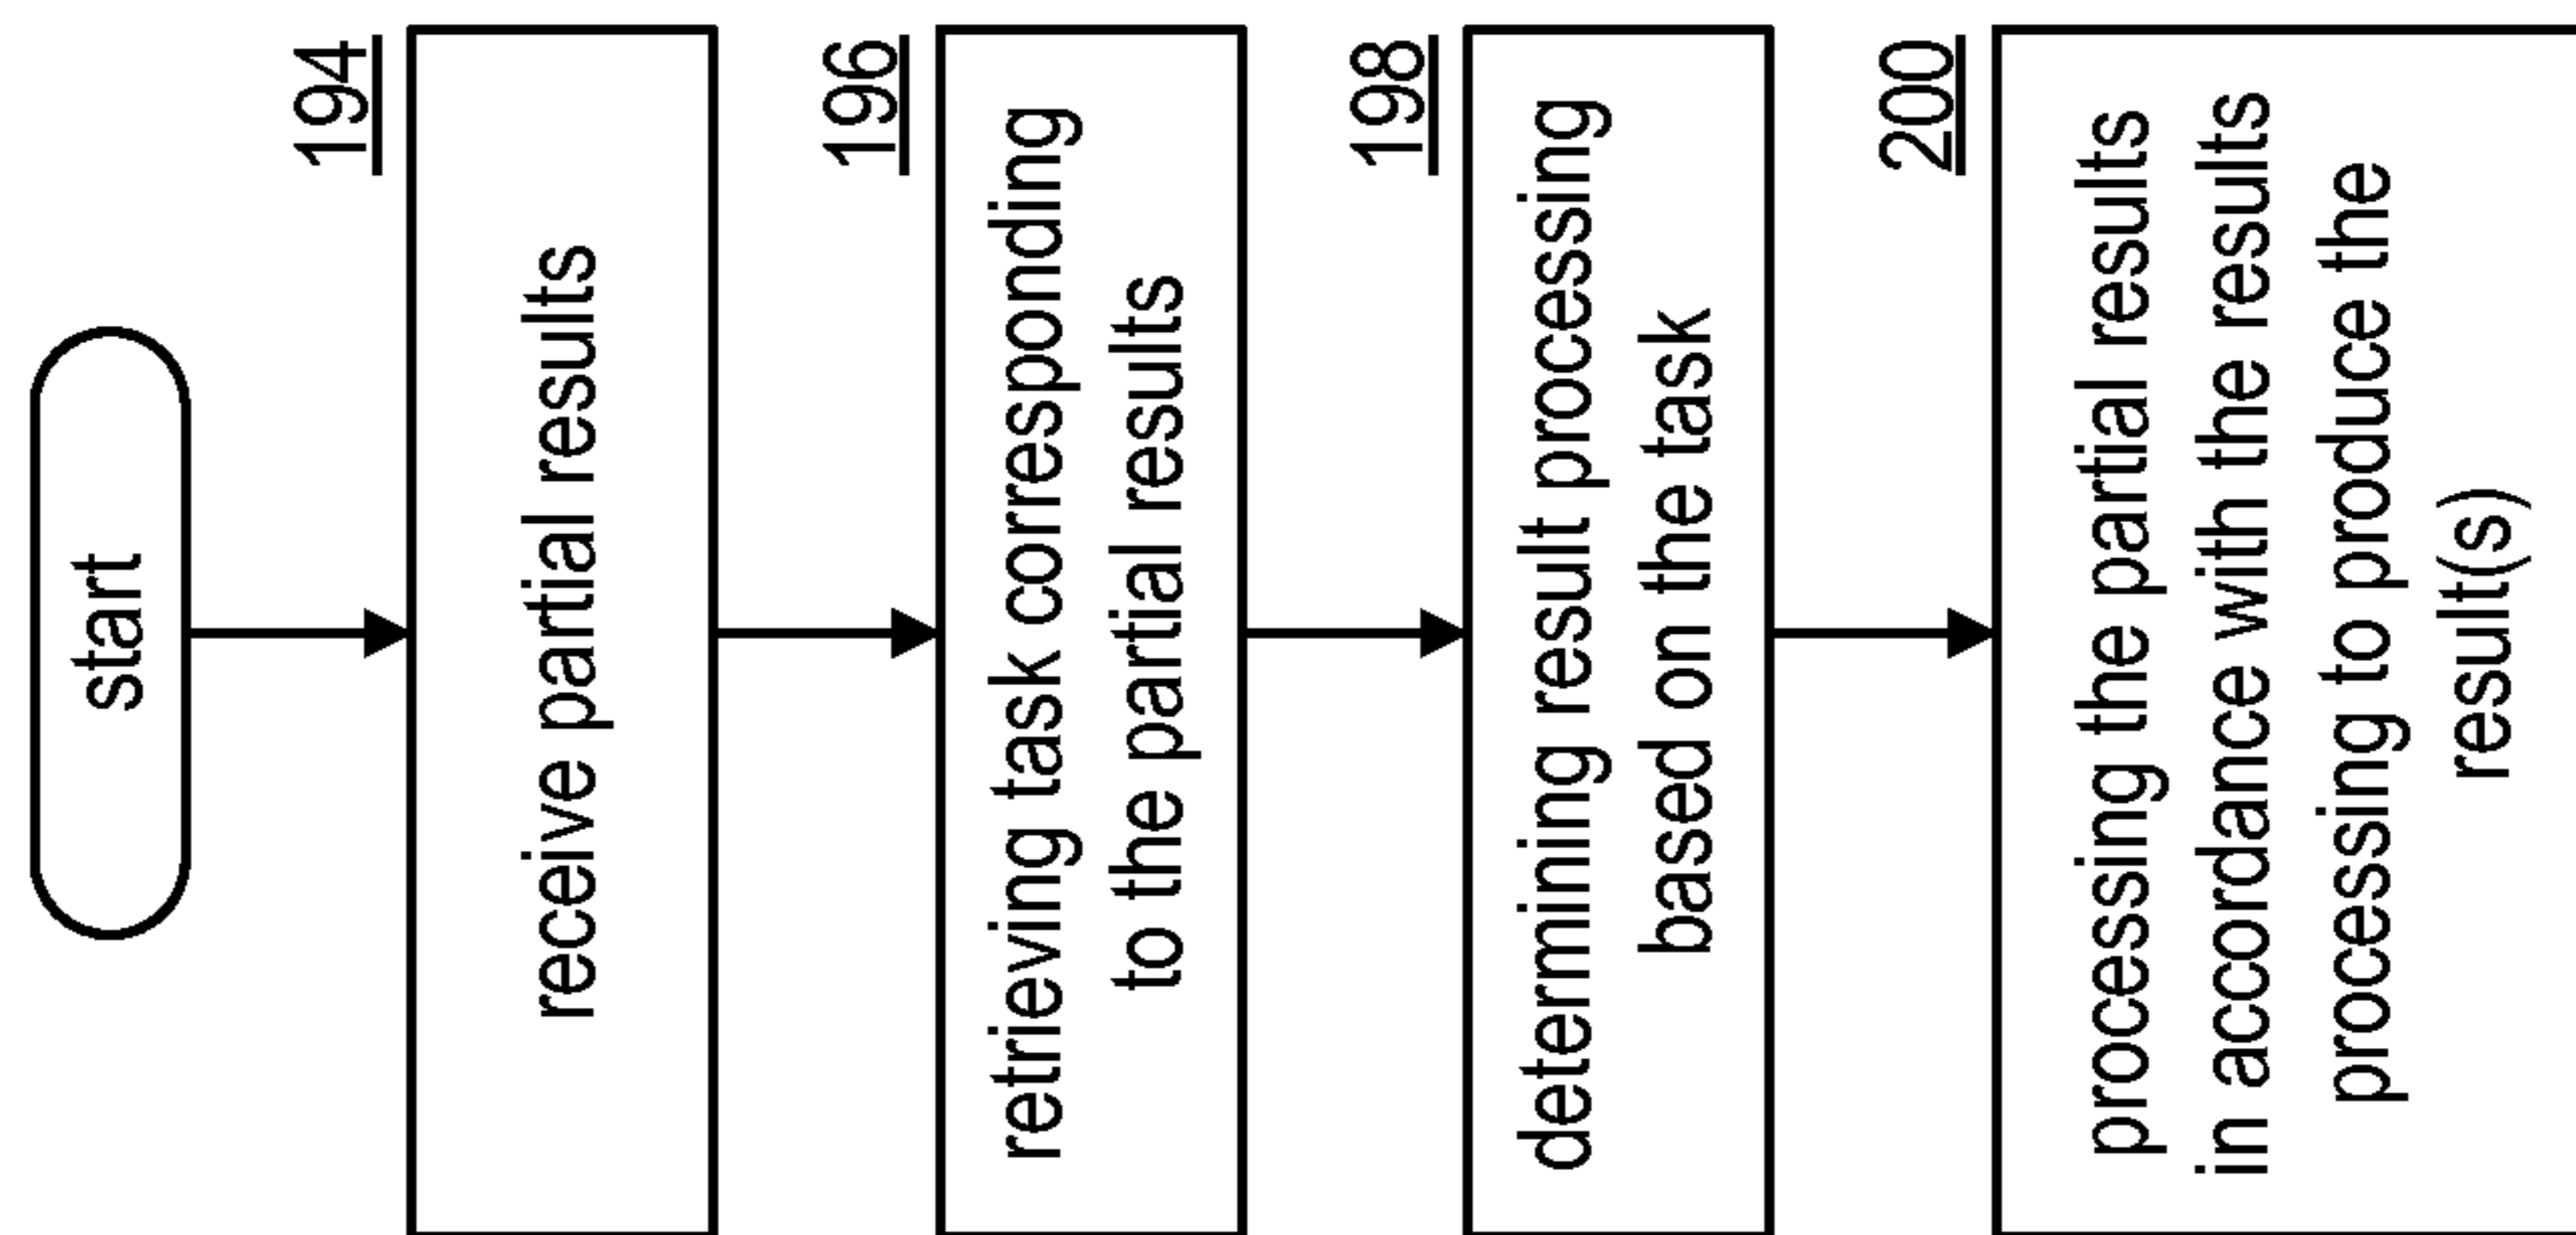 start
194
receive partial results
196
retrieving task corresponding
to the partial results
198
determining result processing
based on the task
200
processing the partial results
in accordance with the results
processing to produce the
result(s)